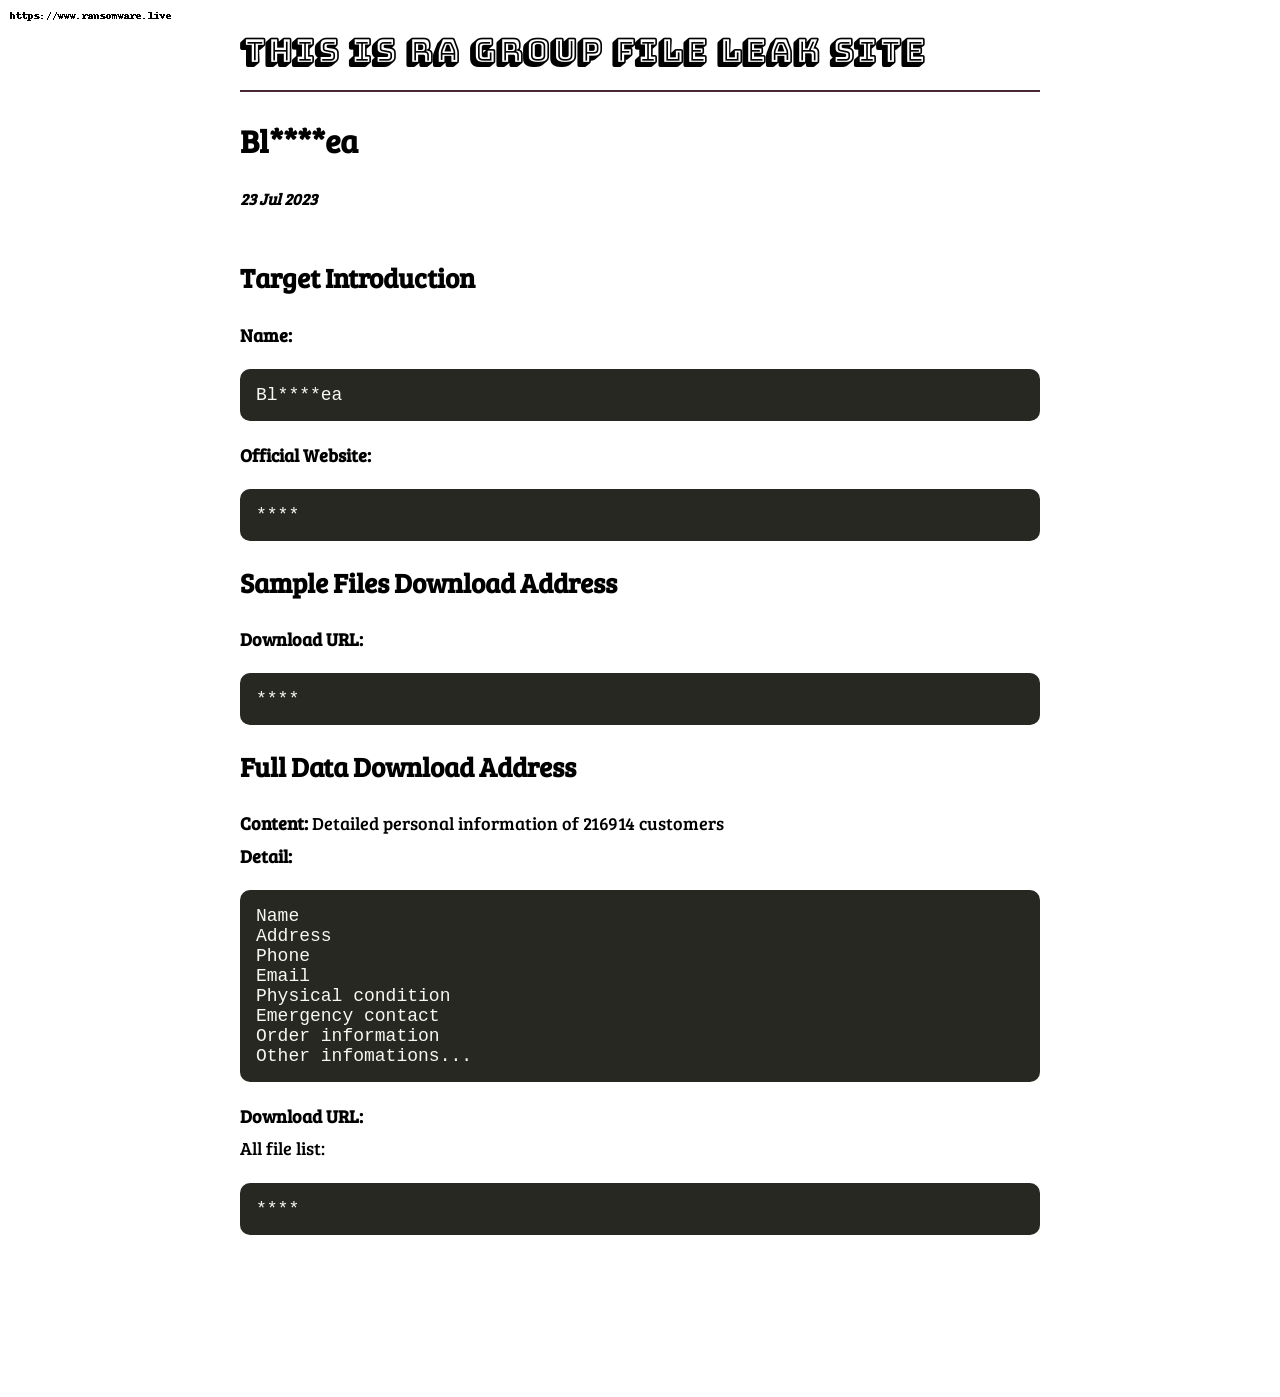 https://www.ransomware.live
THIS IS RA GROUP FILE LEAK SITE
Bl****ea
23 Jul 2023
Target Introduction
Name:
Bl****ea
Official Website:
****
Sample Files Download Address
Download URL:
****
Full Data Download Address
Content: Detailed personal information of 216914 customers
Detail:
Name
Address
Phone
Email
Physical condition
Emergency contact
Order information
Other infomations...
Download URL:
All file list:
****